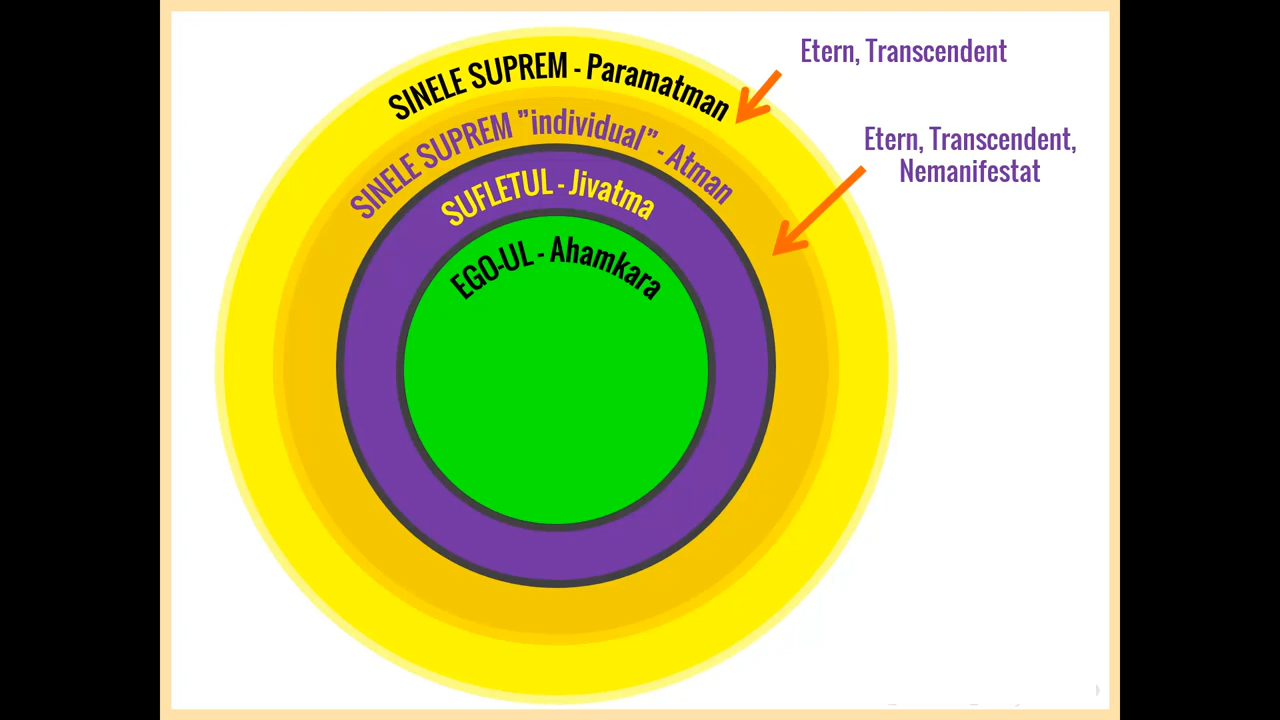 Etern, Transcendent
SINELE SUPREM - Paramatman
SINELE SUPREM ”individual” - Atman
Etern, Transcendent,
Nemanifestat
SUFLETUL - Jivatma
EGO-UL - Ahamkara